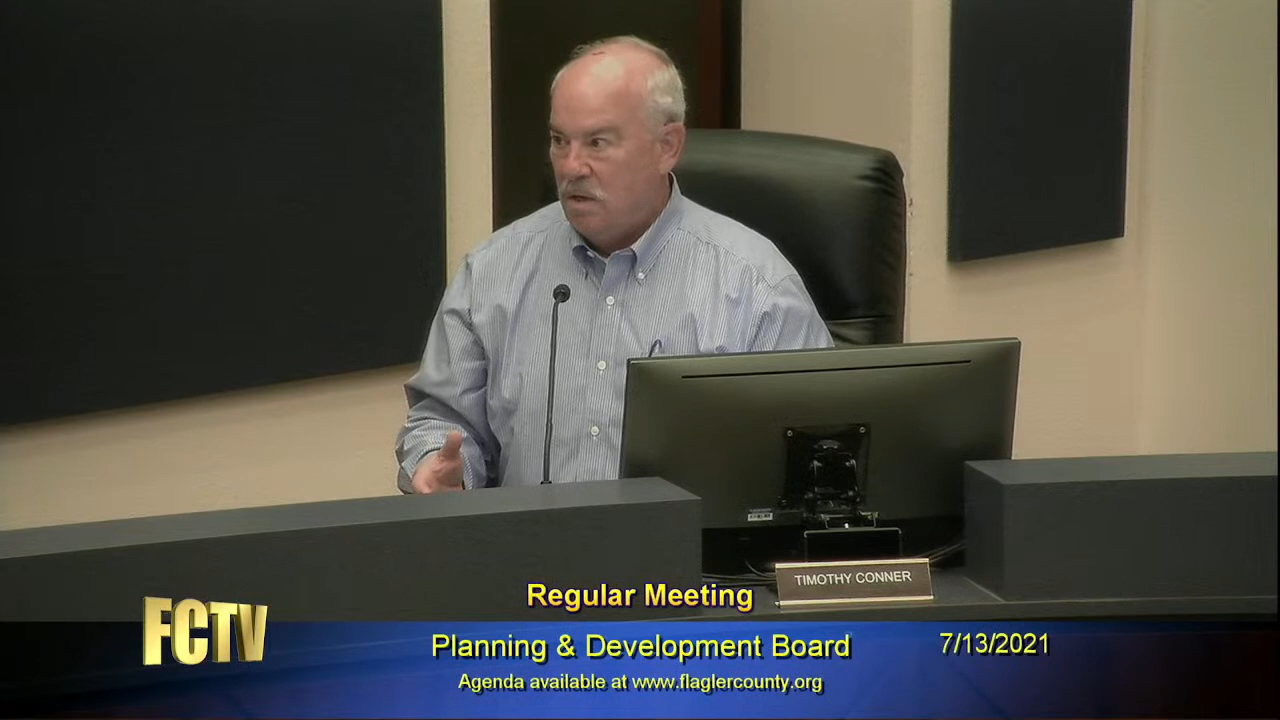 TIMOTHY CONNER
Regular Meeting
FCTV
Planning & Development Board
7/13/2021
Agenda available at www.flaglercounty.org